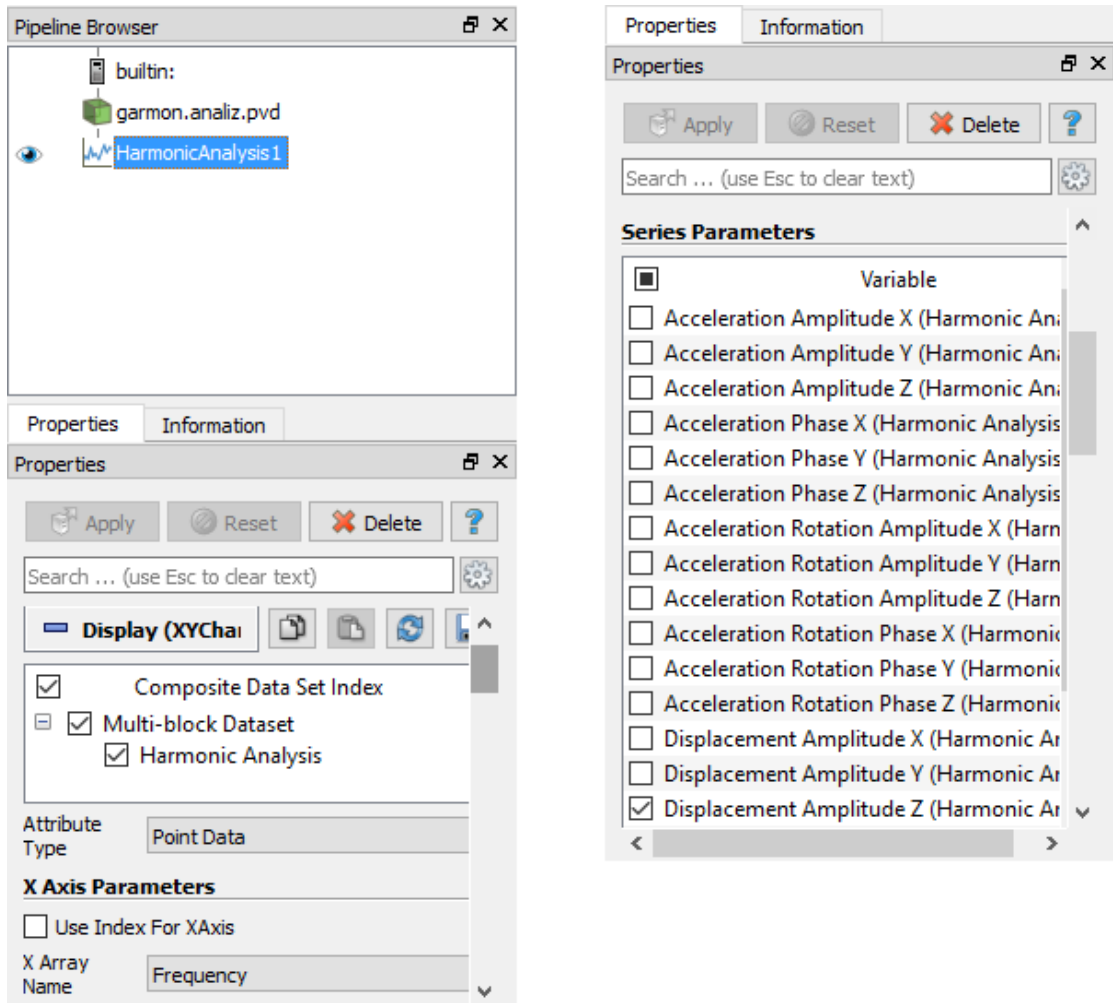 Pipeline Browser
builtin:
garmon.analiz.pvd
HarmonicAnalysis1
Properties Information
Properties
Apply Reset Delete ?
Search ... (use Esc to clear text)
Display (XYChar
Composite Data Set Index
Multi-block Dataset
Harmonic Analysis
Attribute
Type
Point Data
X Axis Parameters
Use Index For XAxis
X Array
Name
Frequency
Properties Information
Properties
Apply Reset Delete ?
Search ... (use Esc to clear text)
Series Parameters
Variable
Acceleration Amplitude X (Harmonic Ana
Acceleration Amplitude Y (Harmonic Ana
Acceleration Amplitude Z (Harmonic Ana
Acceleration Phase X (Harmonic Analysis
Acceleration Phase Y (Harmonic Analysis
Acceleration Phase Z (Harmonic Analysis
Acceleration Rotation Amplitude X (Harn
Acceleration Rotation Amplitude Y (Harn
Acceleration Rotation Amplitude Z (Harn
Acceleration Rotation Phase X (Harmonic
Acceleration Rotation Phase Y (Harmonic
Acceleration Rotation Phase Z (Harmonic
Displacement Amplitude X (Harmonic Ar
Displacement Amplitude Y (Harmonic Ar
Displacement Amplitude Z (Harmonic Ar